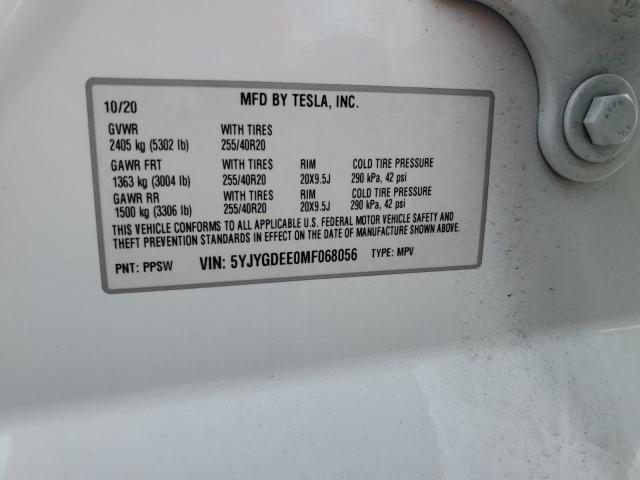 10/20 MFD BY TESLA, INC.
GVWR WITH TIRES
2405 kg (5302 lb) 255/40R20
GAWR FRT WITH TIRES RIM COLD TIRE PRESSURE
1363 kg (3004 lb) 255/40R20 20X9.5J 290 kPa, 42 psi
GAWR RR WITH TIRES RIM COLD TIRE PRESSURE
1500 kg (3306 lb) 255/40R20 20X9.5J 290 kPa, 42 psi
THIS VEHICLE CONFORMS TO ALL APPLICABLE U.S. FEDERAL MOTOR VEHICLE SAFETY AND
THEFT PREVENTION STANDARDS IN EFFECT ON THE DATE OF MANUFACTURE SHOWN ABOVE.
PNT: PPSW VIN: 5YJYGDEE0MF068056 TYPE: MPV